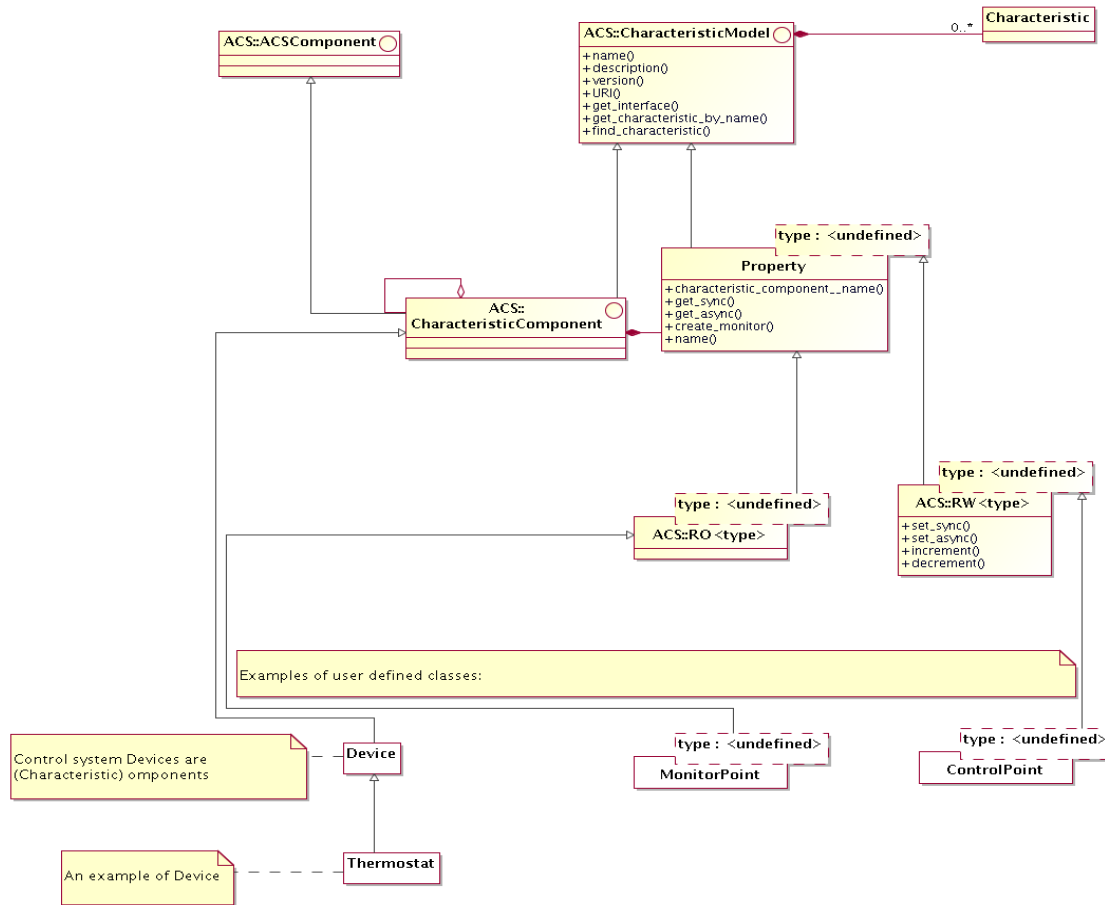 ACS::ACSComponent
ACS::CharacteristicModel
+name()
+description()
+version()
+URI()
+get_interface()
+get_characteristic_by_name()
+find_characteristic()
0..*
Characteristic
type : <undefined>
Property
+characteristic_component__name()
+get_sync()
+get_async()
+create_monitor()
+name()
ACS::
CharacteristicComponent
type : <undefined>
ACS::RO<type>
type : <undefined>
ACS::RW<type>
+set_sync()
+set_async()
+increment()
+decrement()
Examples of user defined classes:
Control system Devices are
(Characteristic) omponents
Device
type : <undefined>
MonitorPoint
type : <undefined>
ControlPoint
An example of Device
Thermostat